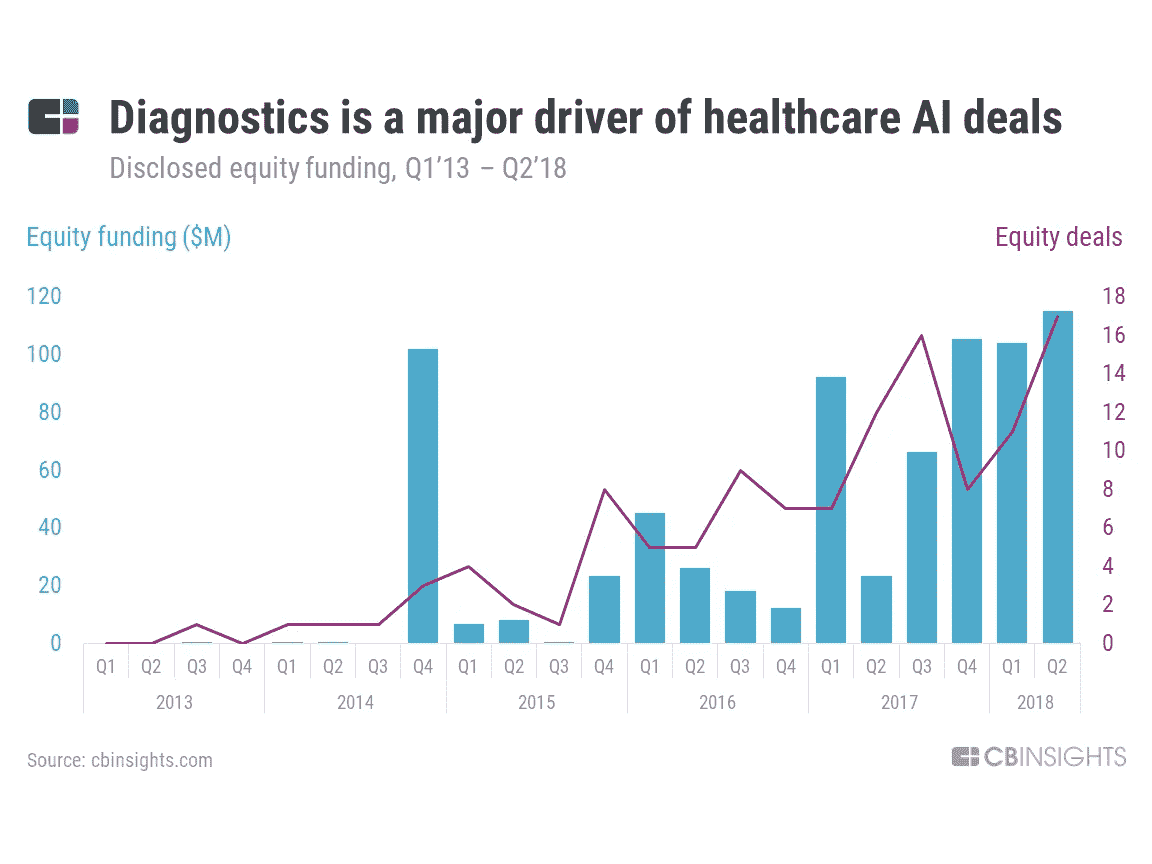 Diagnostics is a major driver of healthcare AI deals
Disclosed equity funding, Q1’13 – Q2’18
Equity funding ($M)
Equity deals
120
100
80
60
40
20
0
18
16
14
12
10
8
6
4
2
0
Q1 Q2 Q3 Q4 Q1 Q2 Q3 Q4 Q1 Q2 Q3 Q4 Q1 Q2 Q3 Q4 Q1 Q2 Q3 Q4 Q1 Q2
2013 2014 2015 2016 2017 2018
Source: cbinsights.com
CBINSIGHTS